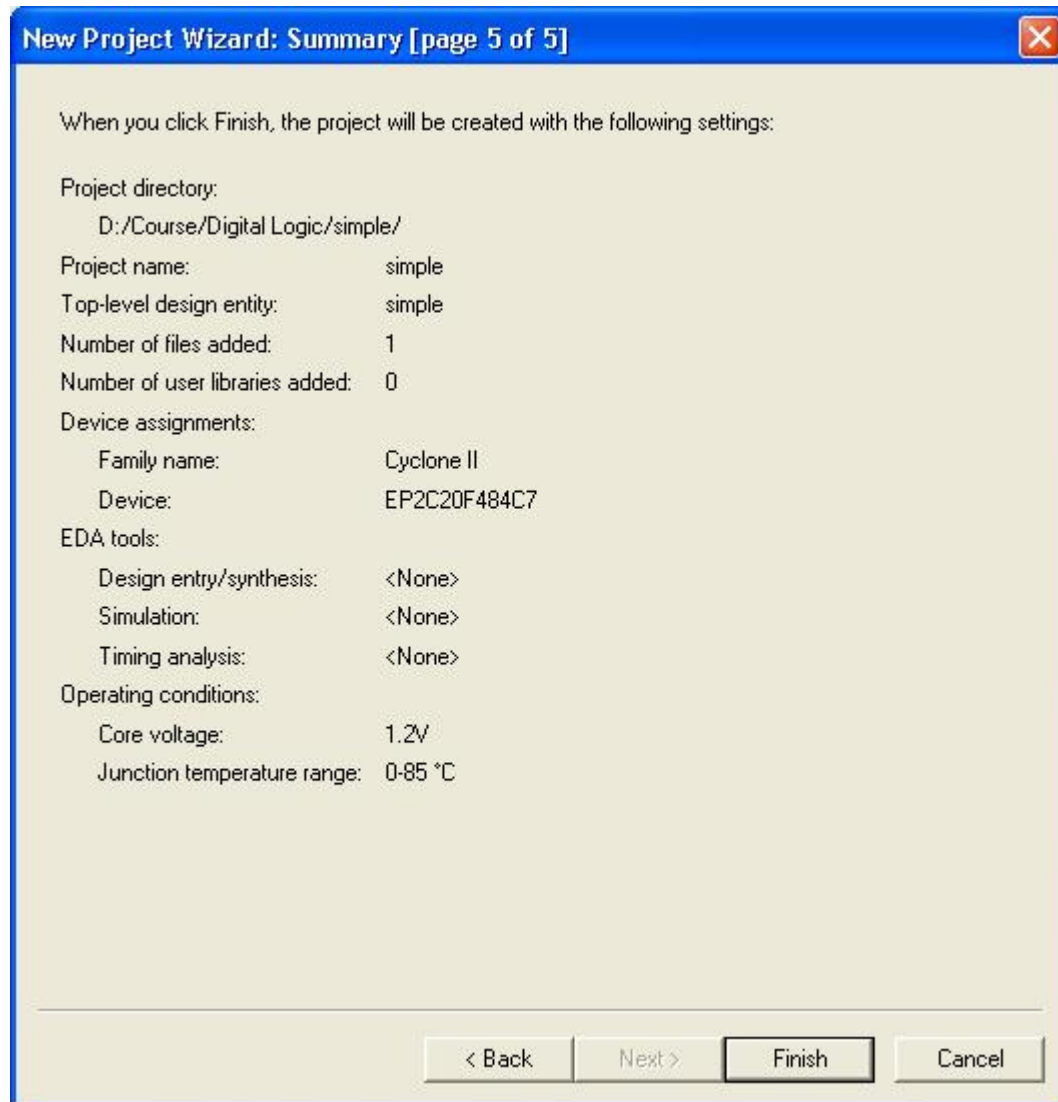 New Project Wizard: Summary [page 5 of 5]
When you click Finish, the project will be created with the following settings:
Project directory:
D:/Course/Digital Logic/simple/
Project name: simple
Top-level design entity: simple
Number of files added: 1
Number of user libraries added: 0
Device assignments:
Family name: Cyclone II
Device: EP2C20F484C7
EDA tools:
Design entry/synthesis: <None>
Simulation: <None>
Timing analysis: <None>
Operating conditions:
Core voltage: 1.2V
Junction temperature range: 0-85 °C
< Back Next > Finish Cancel